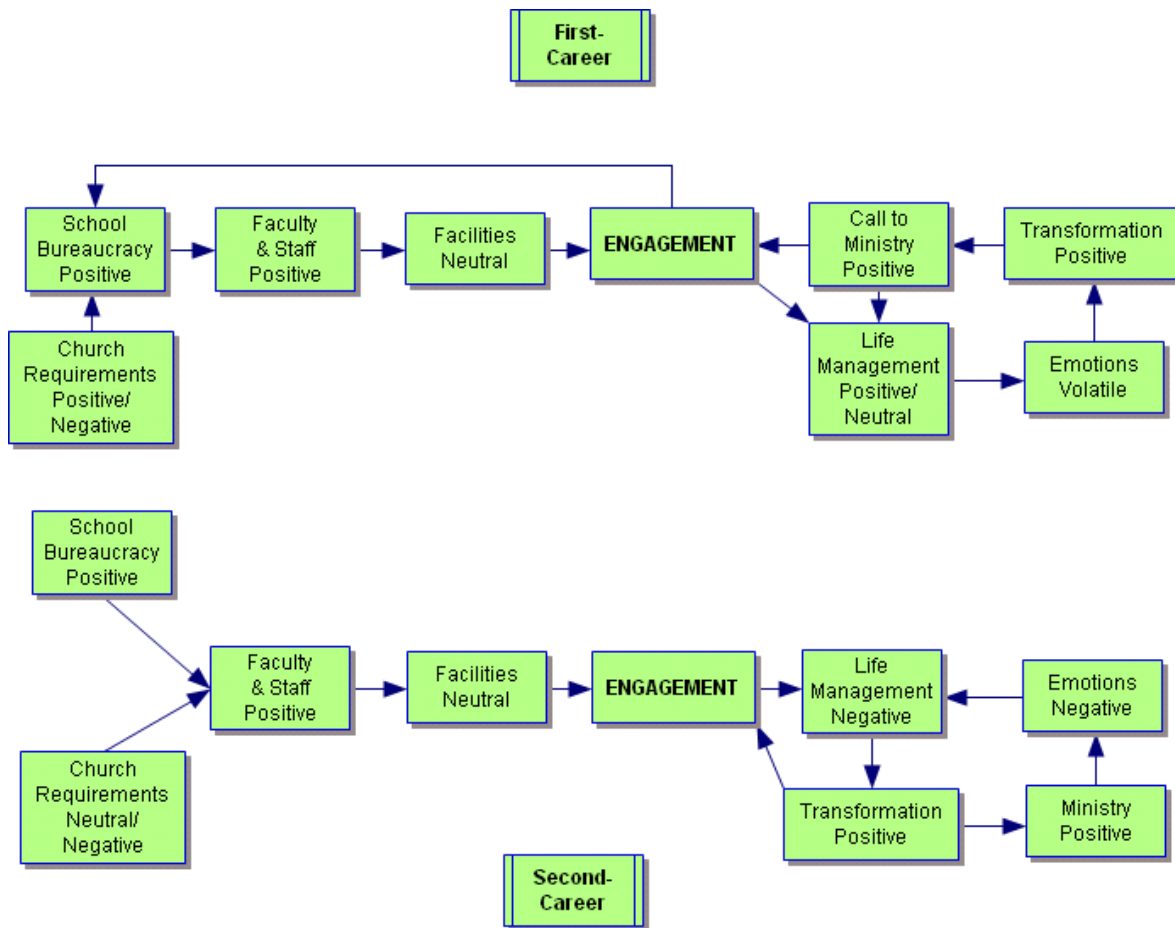 First-
Career
School
Bureaucracy
Positive
Faculty
& Staff
Positive
Facilities
Neutral
ENGAGEMENT
Call to
Ministry
Positive
Transformation
Positive
Church
Requirements
Positive/
Negative
Life
Management
Positive/
Neutral
Emotions
Volatile
School
Bureaucracy
Positive
Faculty
& Staff
Positive
Facilities
Neutral
ENGAGEMENT
Life
Management
Negative
Emotions
Negative
Church
Requirements
Neutral/
Negative
Transformation
Positive
Ministry
Positive
Second-
Career